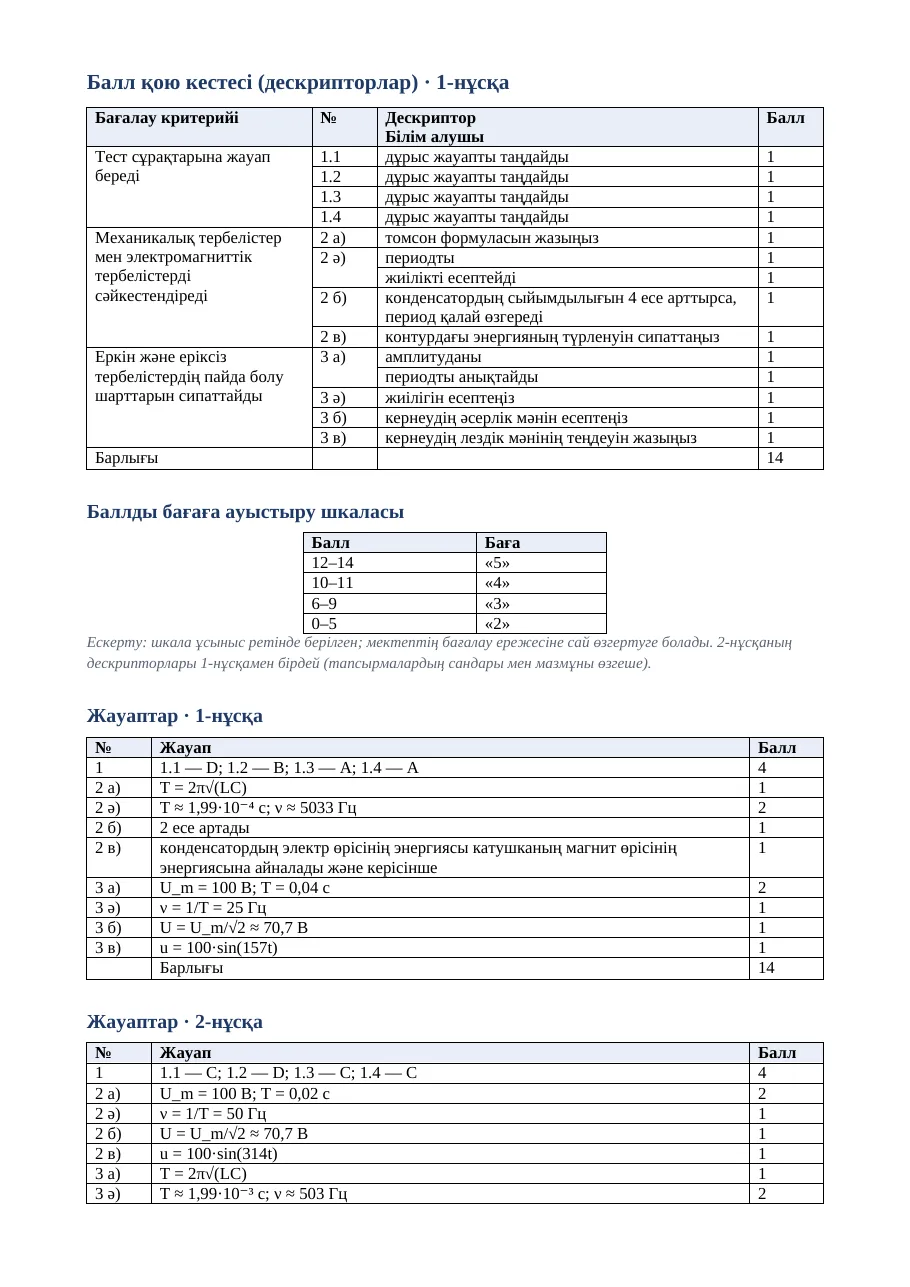 Балл қою кестесі (дескрипторлар) · 1-нұсқа
Бағалау критерийі № Дескриптор Балл
Білім алушы
Тест сұрақтарына жауап 1.1 дұрыс жауапты таңдайды 1
береді 1.2 дұрыс жауапты таңдайды 1
1.3 дұрыс жауапты таңдайды 1
1.4 дұрыс жауапты таңдайды 1
Механикалық тербелістер 2 а) томсон формуласын жазыңыз 1
мен электромагниттік 2 ә) периодты 1
тербелістерді жиілікті есептейді 1
сәйкестендіреді 2 б) конденсатордың сыйымдылығын 4 есе арттырса, 1
период қалай өзгереді
2 в) контурдағы энергияның түрленуін сипаттаңыз 1
Еркін және еріксіз 3 а) амплитуданы 1
тербелістердің пайда болу периодты анықтайды 1
шарттарын сипаттайды 3 ә) жиілігін есептеңіз 1
3 б) кернеудің әсерлік мәнін есептеңіз 1
3 в) кернеудің лездік мәнінің теңдеуін жазыңыз 1
Барлығы 14
Баллды бағаға ауыстыру шкаласы
Балл Баға
12–14 «5»
10–11 «4»
6–9 «3»
0–5 «2»
Ескерту: шкала ұсыныс ретінде берілген; мектептің бағалау ережесіне сай өзгертуге болады. 2-нұсқаның
дескрипторлары 1-нұсқамен бірдей (тапсырмалардың сандары мен мазмұны өзгеше).
Жауаптар · 1-нұсқа
№ Жауап Балл
1 1.1 — D; 1.2 — B; 1.3 — A; 1.4 — A 4
2 а) T = 2π√(LC) 1
2 ә) T ≈ 1,99·10⁻⁴ с; ν ≈ 5033 Гц 2
2 б) 2 есе артады 1
2 в) конденсатордың электр өрісінің энергиясы катушканың магнит өрісінің 1
энергиясына айналады және керісінше
3 а) U_m = 100 В; T = 0,04 с 2
3 ә) ν = 1/T = 25 Гц 1
3 б) U = U_m/√2 ≈ 70,7 В 1
3 в) u = 100·sin(157t) 1
Барлығы 14
Жауаптар · 2-нұсқа
№ Жауап Балл
1 1.1 — C; 1.2 — D; 1.3 — C; 1.4 — C 4
2 а) U_m = 100 В; T = 0,02 с 2
2 ә) ν = 1/T = 50 Гц 1
2 б) U = U_m/√2 ≈ 70,7 В 1
2 в) u = 100·sin(314t) 1
3 а) T = 2π√(LC) 1
3 ә) T ≈ 1,99·10⁻³ с; ν ≈ 503 Гц 2